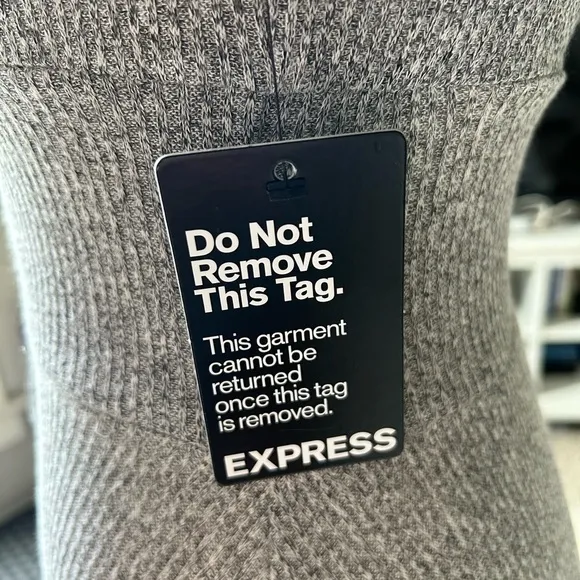 Do Not
Remove
This Tag.
This garment
cannot be
returned
once this tag
is removed.
EXPRESS